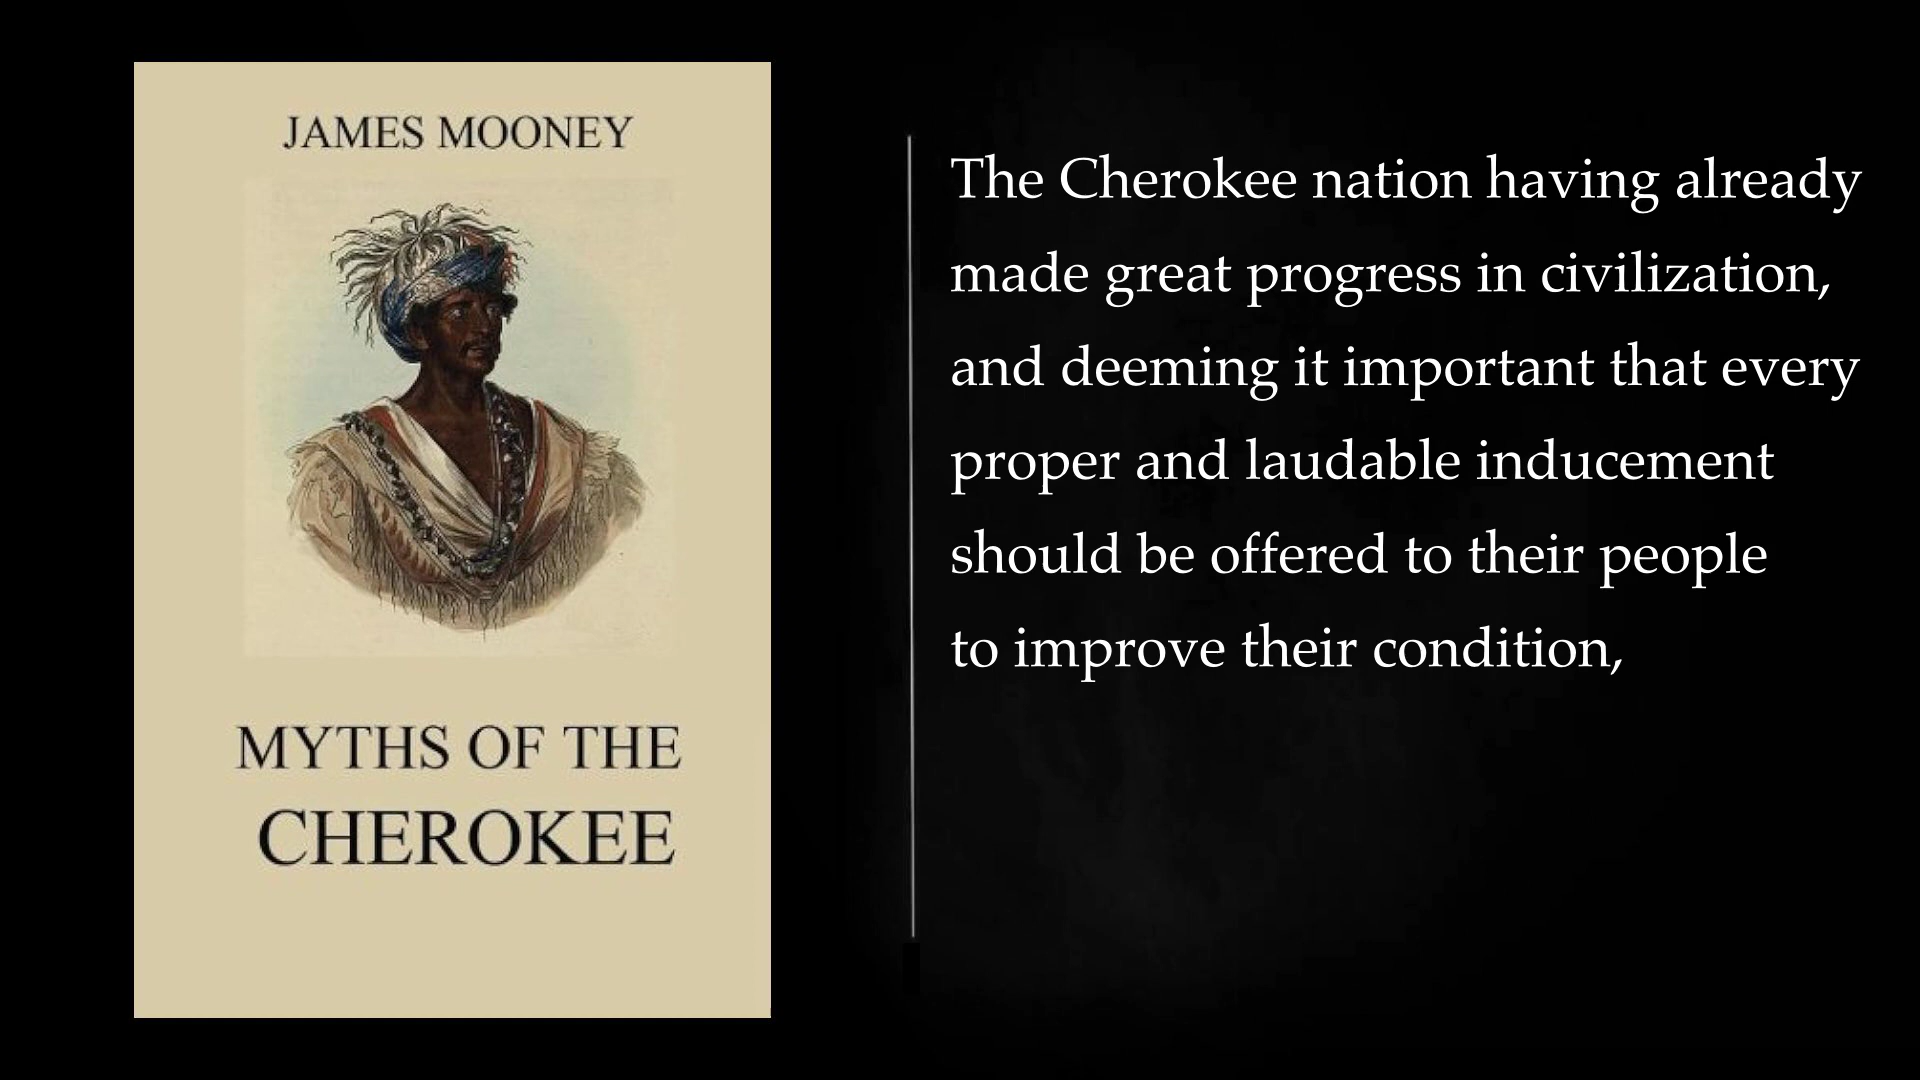 JAMES MOONEY
MYTHS OF THE
CHEROKEE
The Cherokee nation having already
made great progress in civilization,
and deeming it important that every
proper and laudable inducement
should be offered to their people
to improve their condition,